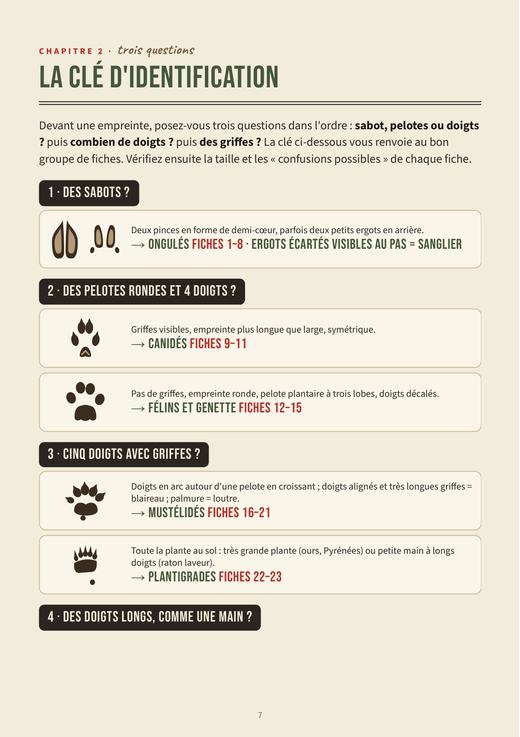 CHAPITRE 2 · trois questions
LA CLÉ D'IDENTIFICATION
Devant une empreinte, posez-vous trois questions dans l'ordre : sabot, pelotes ou doigts
? puis combien de doigts ? puis des griffes ? La clé ci-dessous vous renvoie au bon
groupe de fiches. Vérifiez ensuite la taille et les « confusions possibles » de chaque fiche.
1 · DES SABOTS ?
Deux pinces en forme de demi-cœur, parfois deux petits ergots en arrière.
→ ONGULÉS FICHES 1–8 · ERGOTS ÉCARTÉS VISIBLES AU PAS = SANGLIER
2 · DES PELOTES RONDES ET 4 DOIGTS ?
Griffes visibles, empreinte plus longue que large, symétrique.
→ CANIDÉS FICHES 9–11
Pas de griffes, empreinte ronde, pelote plantaire à trois lobes, doigts décalés.
→ FÉLINS ET GENETTE FICHES 12–15
3 · CINQ DOIGTS AVEC GRIFFES ?
Doigts en arc autour d'une pelote en croissant ; doigts alignés et très longues griffes =
blaireau ; palmure = loutre.
→ MUSTÉLIDÉS FICHES 16–21
Toute la plante au sol : très grande plante (ours, Pyrénées) ou petite main à longs
doigts (raton laveur).
→ PLANTIGRADES FICHES 22–23
4 · DES DOIGTS LONGS, COMME UNE MAIN ?
7